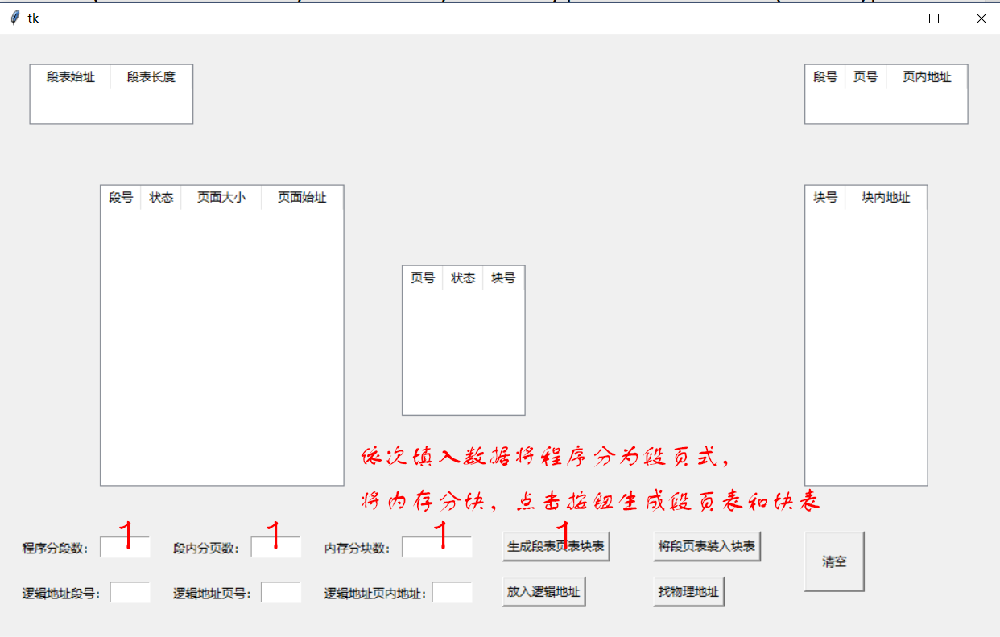 tk
段表始址 段表长度
段号 页号 页内地址
段号 状态 页面大小 页面始址
块号 块内地址
页号 状态 块号
依次填入数据将程序分为段页式，
将内存分块，点击按钮生成段页表和块表
1 1 1 1
程序分段数： 段内分页数： 内存分块数： 生成段表页表块表 将段页表装入块表 清空
逻辑地址段号： 逻辑地址页号： 逻辑地址页内地址： 放入逻辑地址 找物理地址